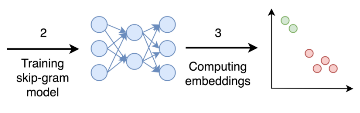 2
Training
skip-gram
model
3
Computing
embeddings